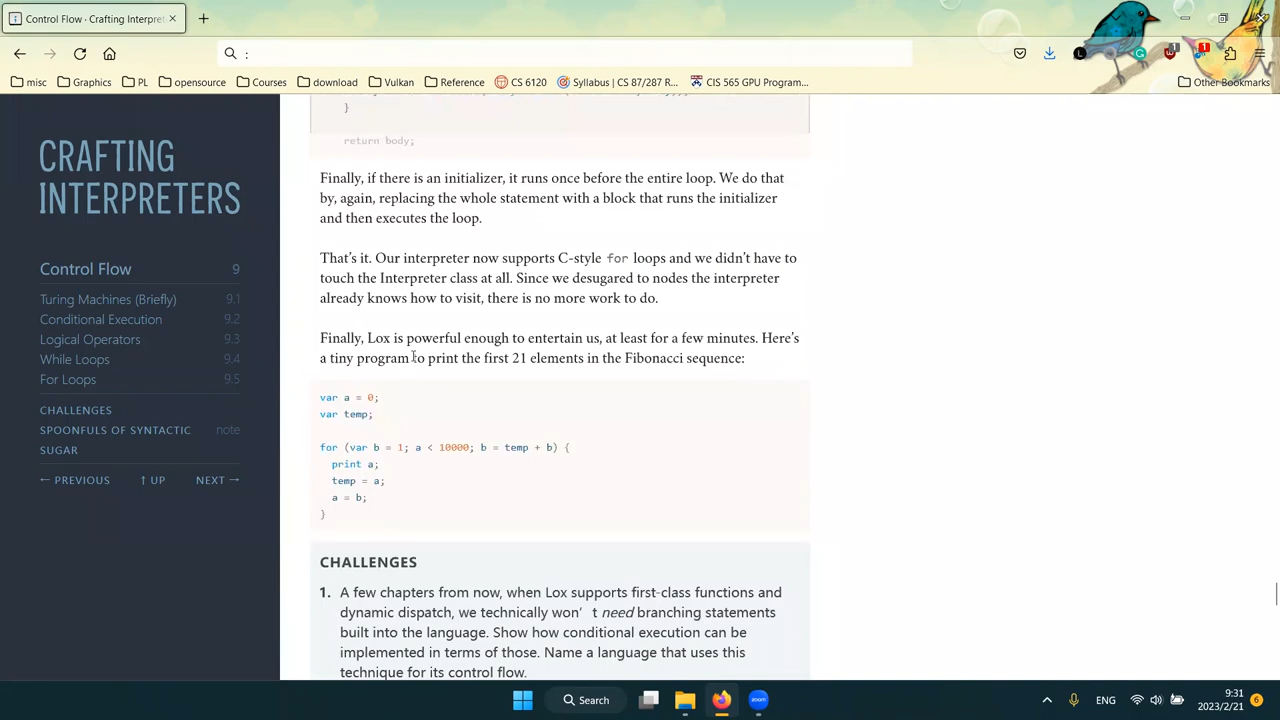 Control Flow · Crafting Interpret
:
misc
Graphics
PL
opensource
Courses
download
Vulkan
Reference
CS 6120
Syllabus | CS 87/287 R...
CIS 565 GPU Program...
Other Bookmarks
1
1
CRAFTING
INTERPRETERS
Control Flow 9
Turing Machines (Briefly) 9.1
Conditional Execution 9.2
Logical Operators 9.3
While Loops 9.4
For Loops 9.5
CHALLENGES
SPOONFULS OF SYNTACTIC note
SUGAR
← PREVIOUS ↑ UP NEXT →
}
return body;
Finally, if there is an initializer, it runs once before the entire loop. We do that
by, again, replacing the whole statement with a block that runs the initializer
and then executes the loop.
That's it. Our interpreter now supports C-style for loops and we didn't have to
touch the Interpreter class at all. Since we desugared to nodes the interpreter
already knows how to visit, there is no more work to do.
Finally, Lox is powerful enough to entertain us, at least for a few minutes. Here's
a tiny program to print the first 21 elements in the Fibonacci sequence:
var a = 0;
var temp;
for (var b = 1; a < 10000; b = temp + b) {
print a;
temp = a;
a = b;
}
CHALLENGES
1. A few chapters from now, when Lox supports first-class functions and
dynamic dispatch, we technically won't need branching statements
built into the language. Show how conditional execution can be
implemented in terms of those. Name a language that uses this
technique for its control flow.
Search
zoom
ENG
9:31
2023/2/21
6